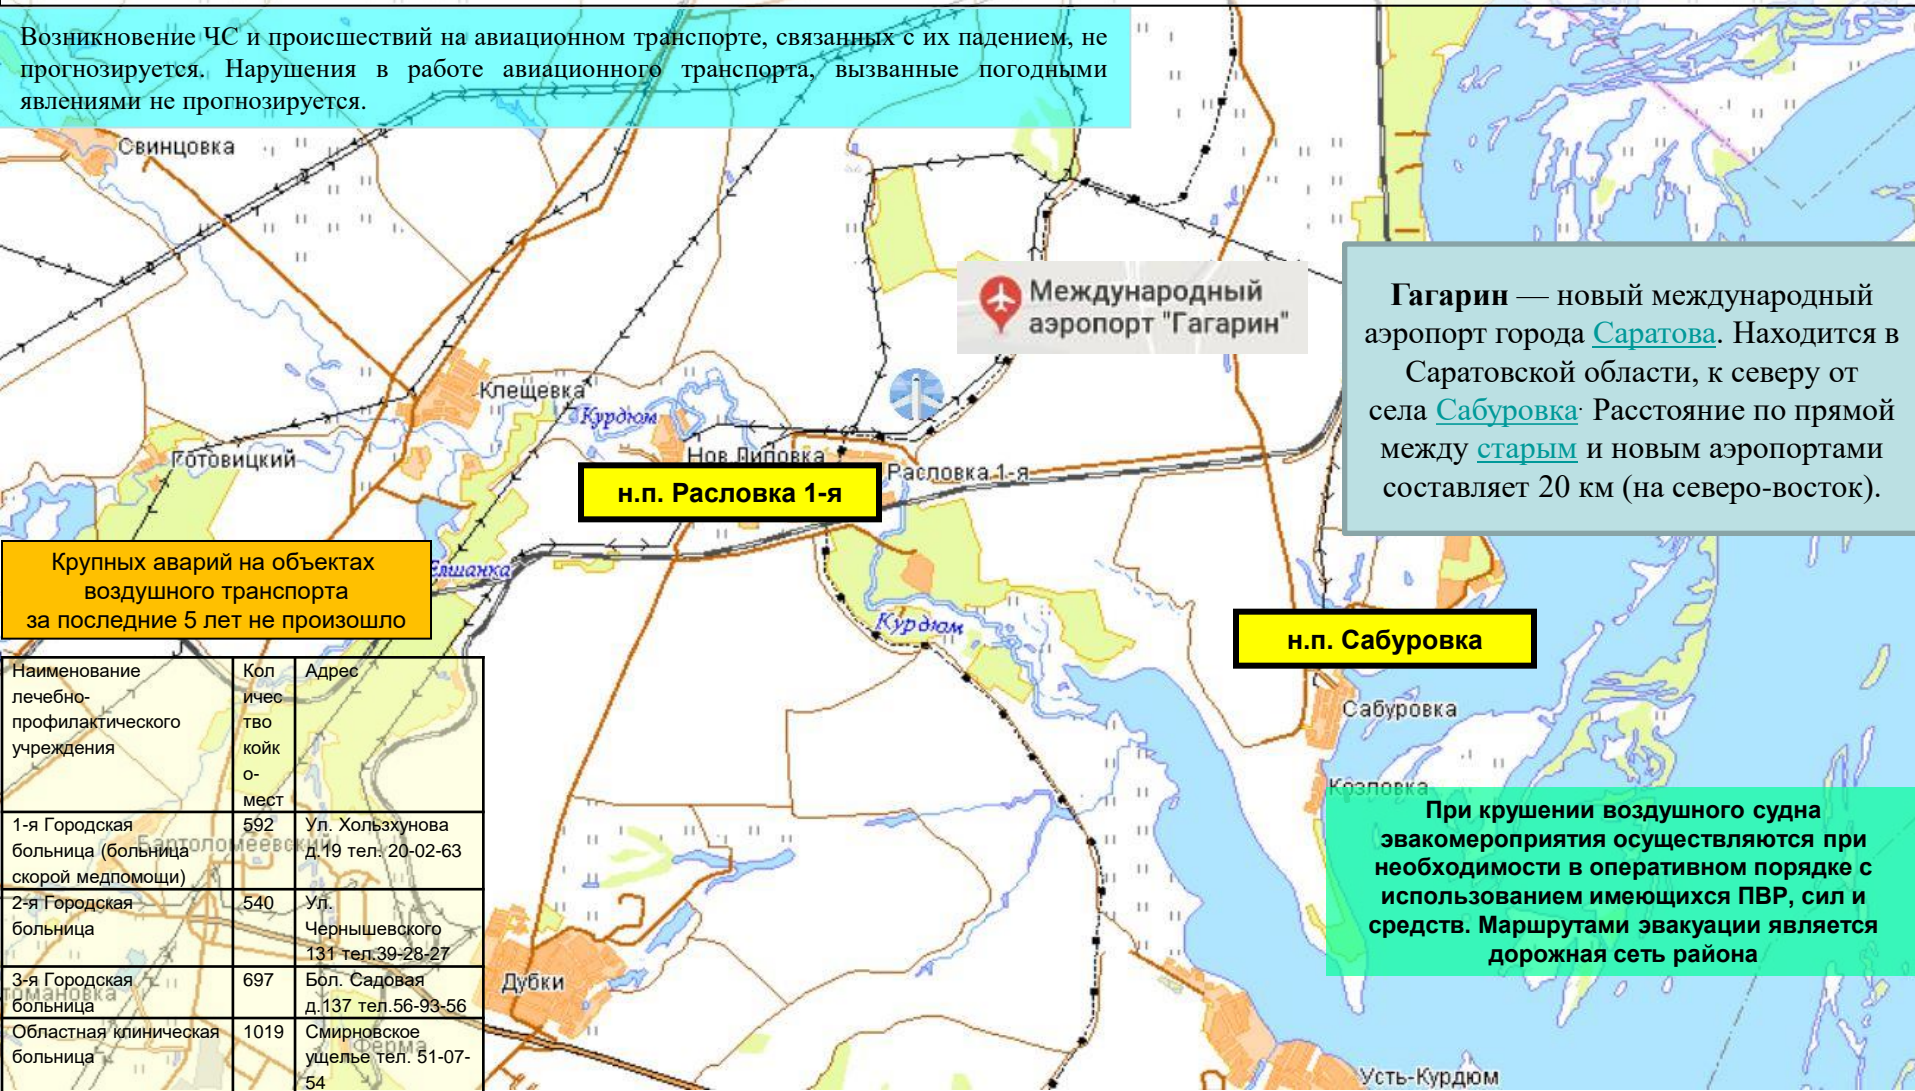 Возникновение ЧС и происшествий на авиационном транспорте, связанных с их падением, не
прогнозируется. Нарушения в работе авиационного транспорта, вызванные погодными
явлениями не прогнозируется.
Свинцовка
Международный
аэропорт "Гагарин"
Гагарин — новый международный
аэропорт города Саратова. Находится в
Саратовской области, к северу от
села Сабуровка. Расстояние по прямой
между старым и новым аэропортами
составляет 20 км (на северо-восток).
Клещевка
Курдюм
Готовицкий
Нов.Липовка
Расловка 1-я
н.п. Расловка 1-я
Крупных аварий на объектах
воздушного транспорта
за последние 5 лет не произошло
Елшанка
Курдюм
н.п. Сабуровка
Сабуровка
Козловка
При крушении воздушного судна
эвакомероприятия осуществляются при
необходимости в оперативном порядке с
использованием имеющихся ПВР, сил и
средств. Маршрутами эвакуации является
дорожная сеть района
Наименование
лечебно-
профилактического
учреждения
Кол
ичес
тво
койк
о-
мест
Адрес
1-я Городская
больница (больница
скорой медпомощи)
592
Ул. Хользхунова
д.19 тел. 20-02-63
Бартоломеевский
2-я Городская
больница
540
Ул.
Чернышевского
131 тел.39-28-27
3-я Городская
больница
697
Бол. Садовая
д.137 тел.56-93-56
томановка
Областная клиническая
больница
1019
Смирновское
ущелье тел. 51-07-
54
Ферма
Дубки
Усть-Курдюм